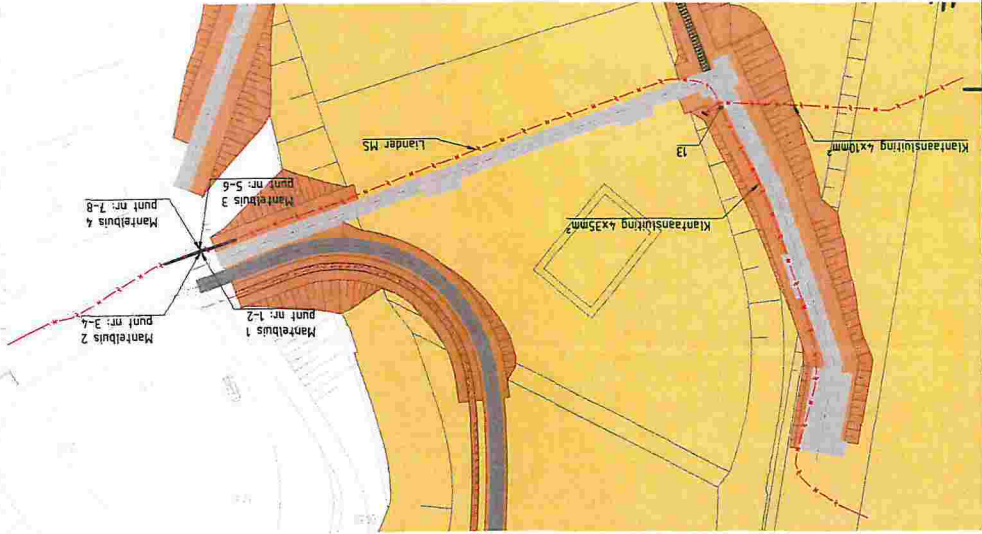 Mantelbuis 1
punt nr: 1-2
Mantelbuis 2
punt nr: 3-4
Mantelbuis 3
punt nr: 5-6
Mantelbuis 4
punt nr: 7-8
Klantaansluiting 4x35mm²
Liander MS
13
Klantaansluiting 4x10mm²